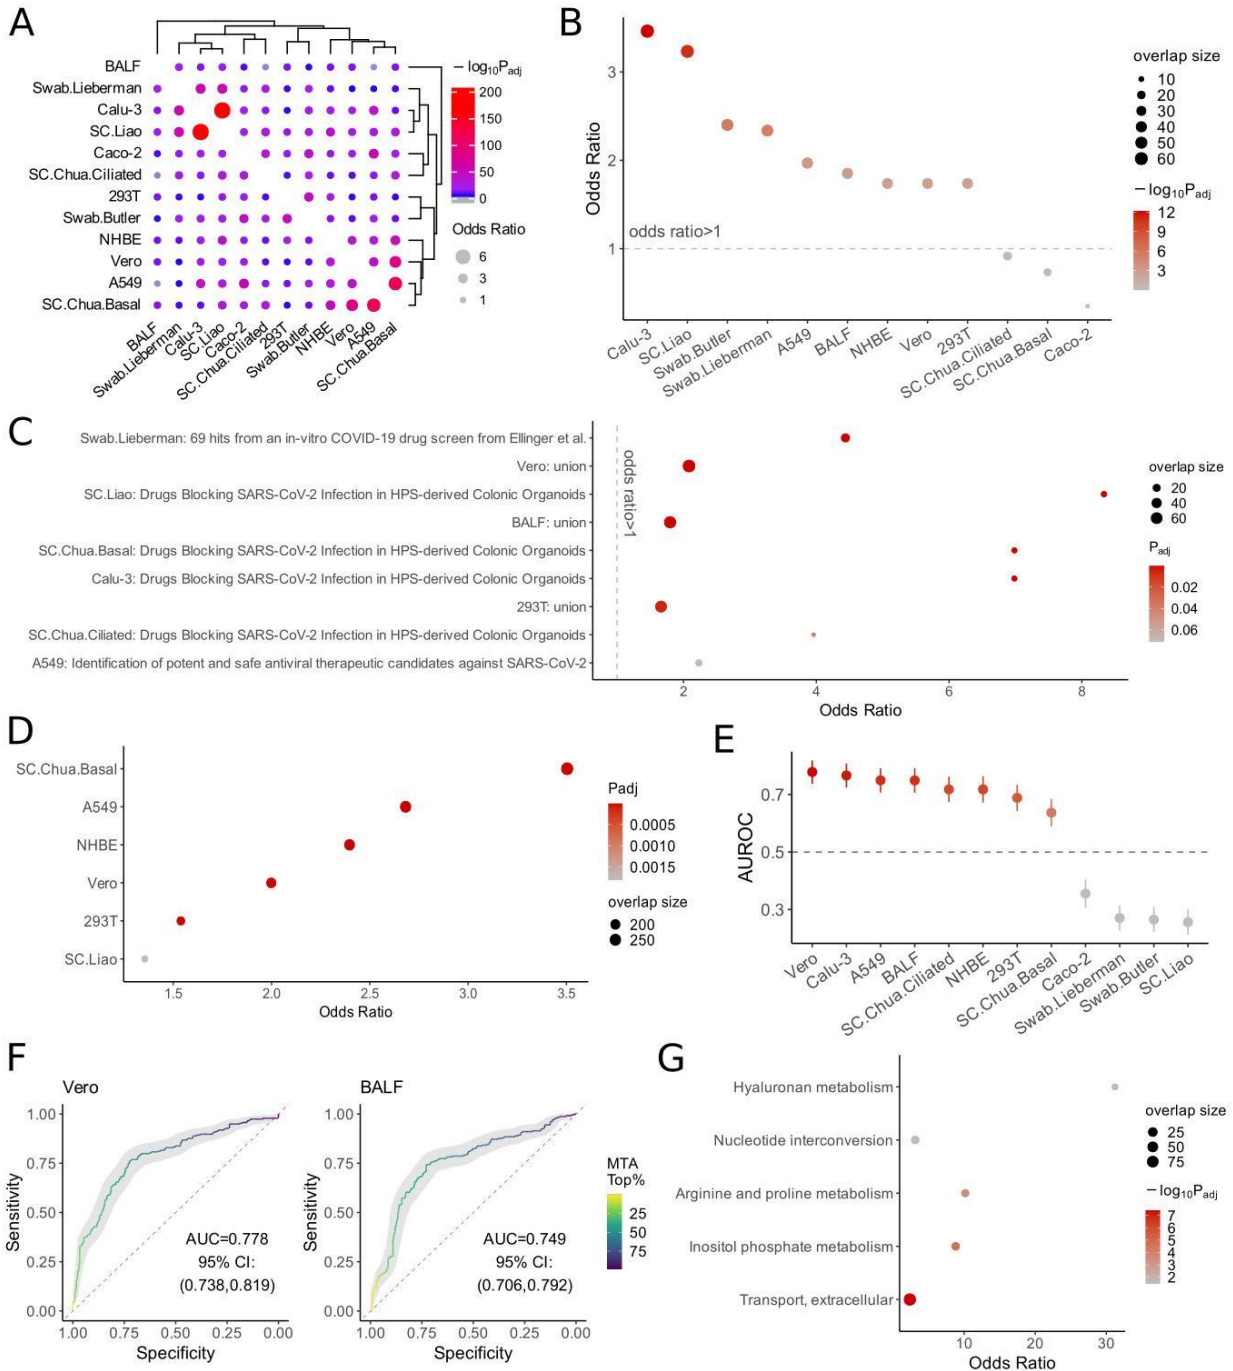 A
BALF
Swab.Lieberman
Calu-3
SC.Liao
Caco-2
SC.Chua.Ciliated
293T
Swab.Butler
NHBE
Vero
A549
SC.Chua.Basal
BALF
Swab.Lieberman
Calu-3
SC.Liao
Caco-2
SC.Chua.Ciliated
293T
Swab.Butler
NHBE
Vero
A549
SC.Chua.Basal
− log10Padj
200
150
100
50
0
Odds Ratio
6
3
1
B
Odds Ratio
3
2
1
odds ratio>1
Calu-3
SC.Liao
Swab.Butler
Swab.Lieberman
A549
BALF
NHBE
Vero
293T
SC.Chua.Ciliated
SC.Chua.Basal
Caco-2
overlap size
10
20
30
40
50
60
− log10Padj
12
9
6
3
C
Swab.Lieberman: 69 hits from an in-vitro COVID-19 drug screen from Ellinger et al.
Vero: union
SC.Liao: Drugs Blocking SARS-CoV-2 Infection in HPS-derived Colonic Organoids
BALF: union
SC.Chua.Basal: Drugs Blocking SARS-CoV-2 Infection in HPS-derived Colonic Organoids
Calu-3: Drugs Blocking SARS-CoV-2 Infection in HPS-derived Colonic Organoids
293T: union
SC.Chua.Ciliated: Drugs Blocking SARS-CoV-2 Infection in HPS-derived Colonic Organoids
A549: Identification of potent and safe antiviral therapeutic candidates against SARS-CoV-2
odds ratio>1
2
4
6
8
Odds Ratio
overlap size
20
40
60
Padj
0.02
0.04
0.06
D
SC.Chua.Basal
A549
NHBE
Vero
293T
SC.Liao
1.5
2.0
2.5
3.0
3.5
Odds Ratio
Padj
0.0005
0.0010
0.0015
overlap size
200
250
E
AUROC
0.7
0.5
0.3
Vero
Calu-3
A549
BALF
SC.Chua.Ciliated
NHBE
293T
SC.Chua.Basal
Caco-2
Swab.Lieberman
Swab.Butler
SC.Liao
F
Vero
Sensitivity
1.00
0.75
0.50
0.25
0.00
AUC=0.778
95% CI:
(0.738,0.819)
1.00
0.75
0.50
0.25
0.00
Specificity
BALF
Sensitivity
1.00
0.75
0.50
0.25
0.00
AUC=0.749
95% CI:
(0.706,0.792)
1.00
0.75
0.50
0.25
0.00
Specificity
MTA
Top%
25
50
75
G
Hyaluronan metabolism
Nucleotide interconversion
Arginine and proline metabolism
Inositol phosphate metabolism
Transport, extracellular
10
20
30
Odds Ratio
overlap size
25
50
75
− log10Padj
7
6
5
4
3
2